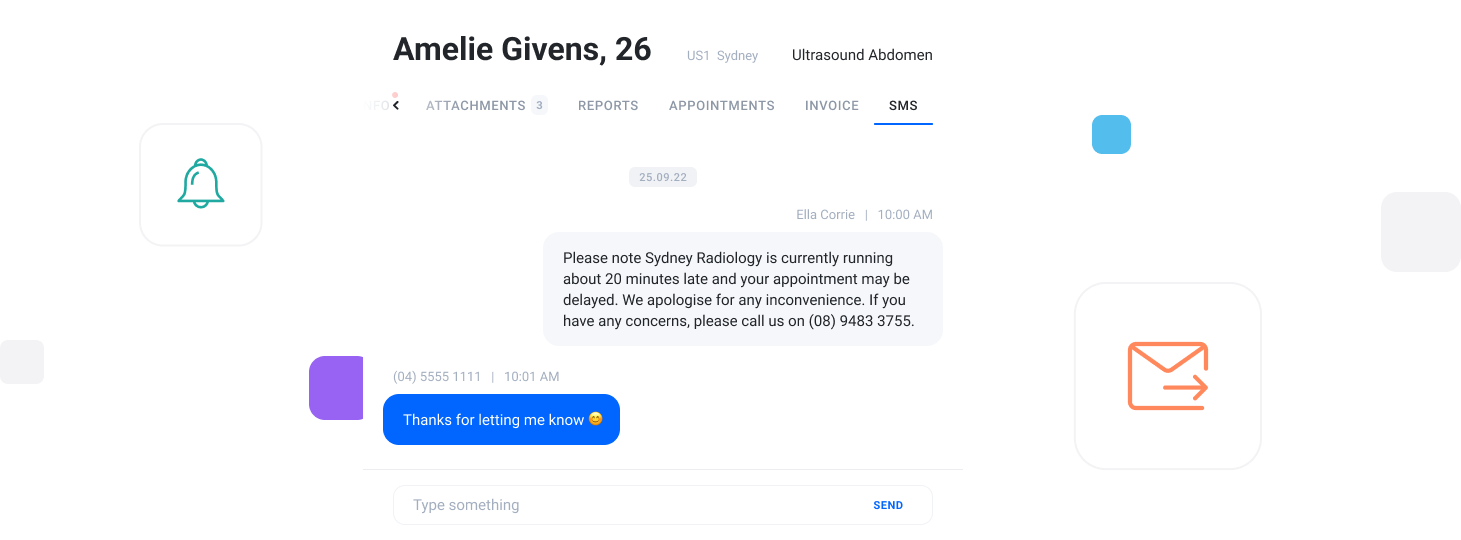 Amelie Givens, 26 US1 Sydney Ultrasound Abdomen
ATTACHMENTS 3 REPORTS APPOINTMENTS INVOICE SMS
25.09.22
Ella Corrie | 10:00 AM
Please note Sydney Radiology is currently running
about 20 minutes late and your appointment may be
delayed. We apologise for any inconvenience. If you
have any concerns, please call us on (08) 9483 3755.
(04) 5555 1111 | 10:01 AM
Thanks for letting me know 😊
Type something SEND